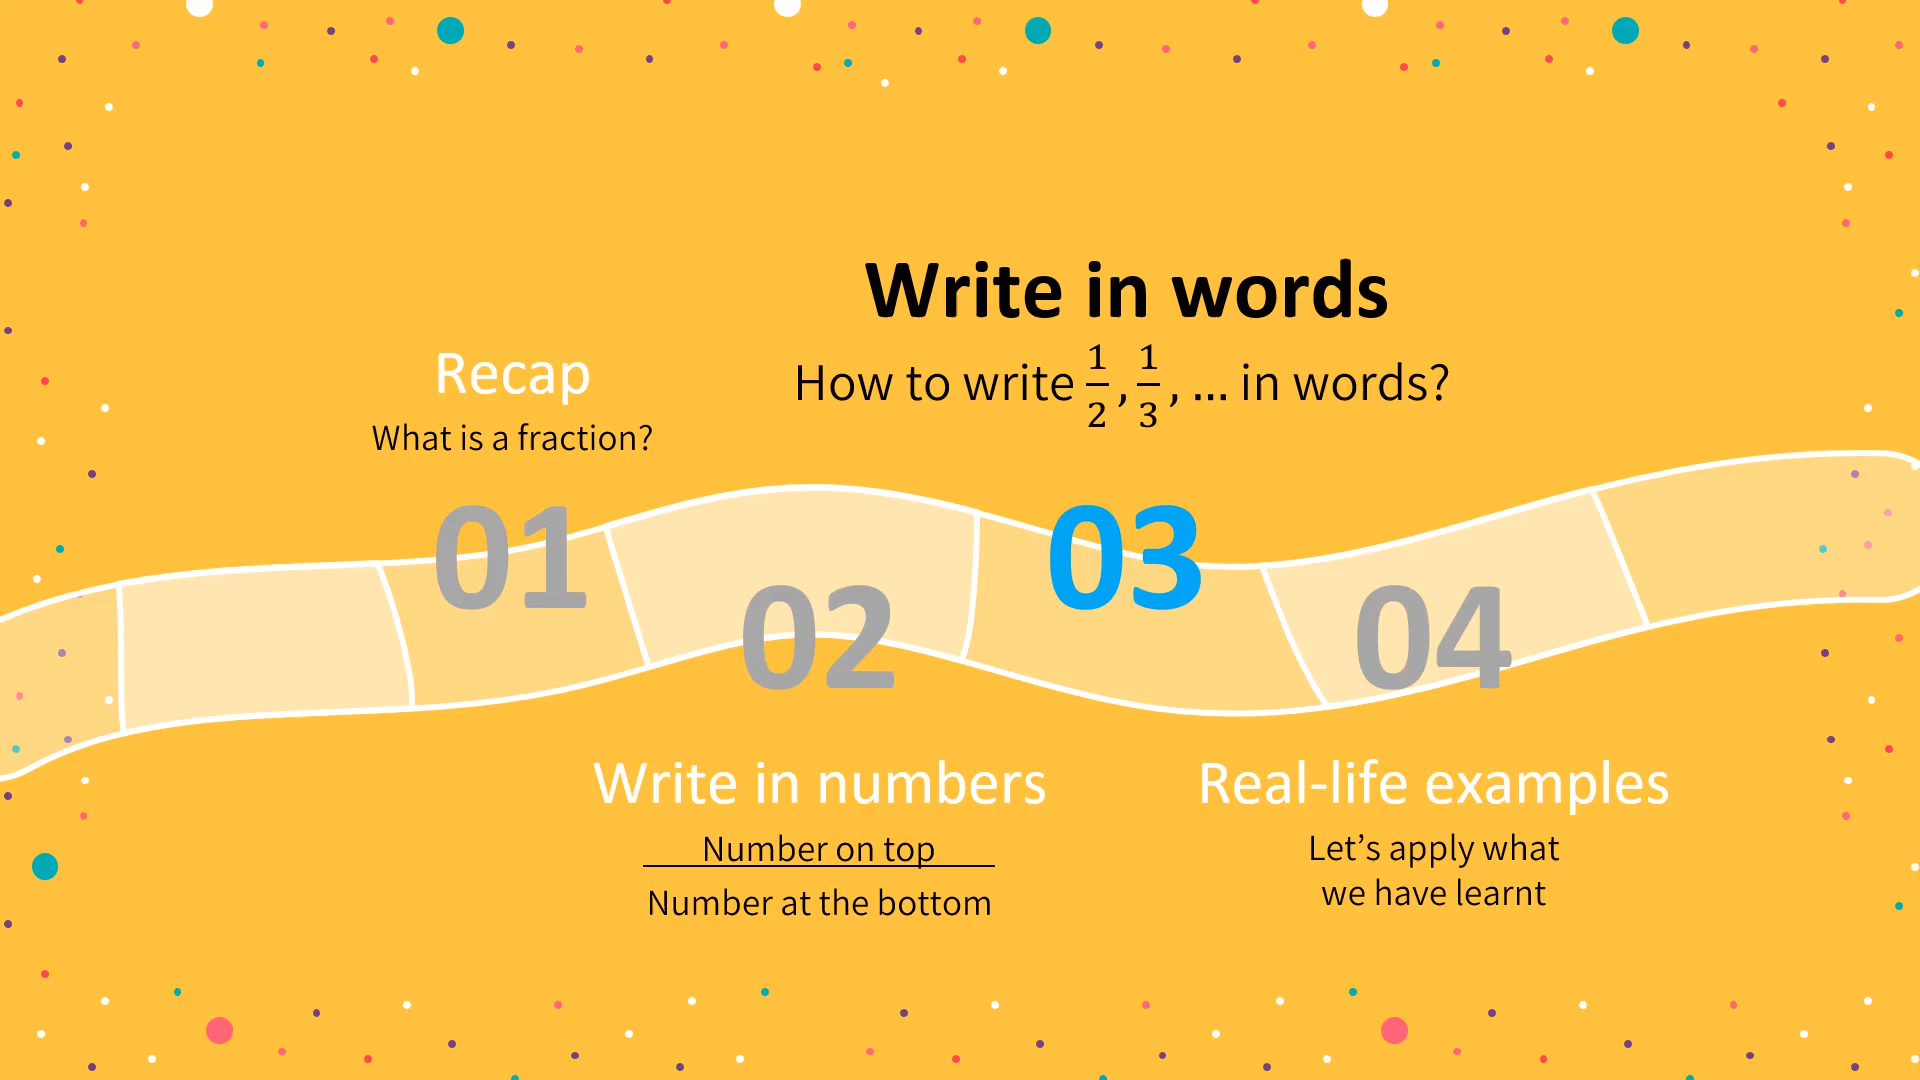 Recap
What is a fraction?
01
Write in numbers
Number on top
Number at the bottom
02
Write in words
How to write 1/2, 1/3, ... in words?
03
Real-life examples
Let’s apply what
we have learnt
04